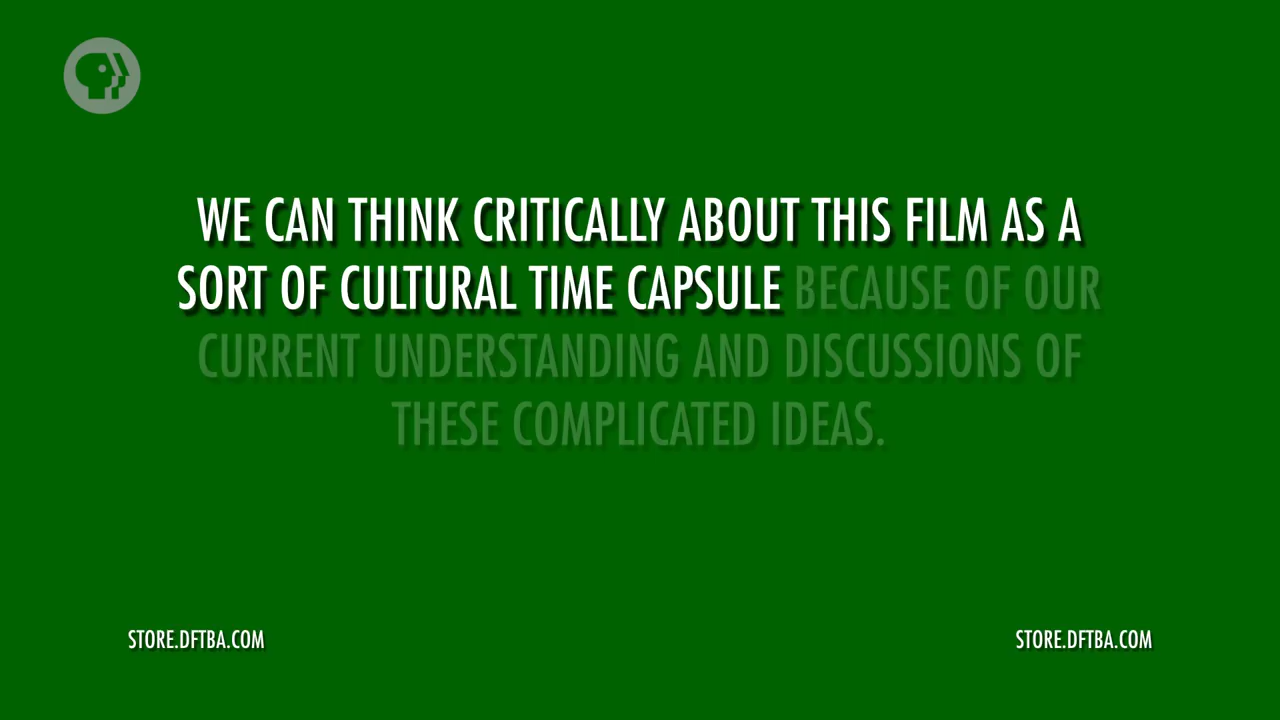 WE CAN THINK CRITICALLY ABOUT THIS FILM AS A
SORT OF CULTURAL TIME CAPSULE BECAUSE OF OUR
CURRENT UNDERSTANDING AND DISCUSSIONS OF
THESE COMPLICATED IDEAS.
STORE.DFTBA.COM
STORE.DFTBA.COM